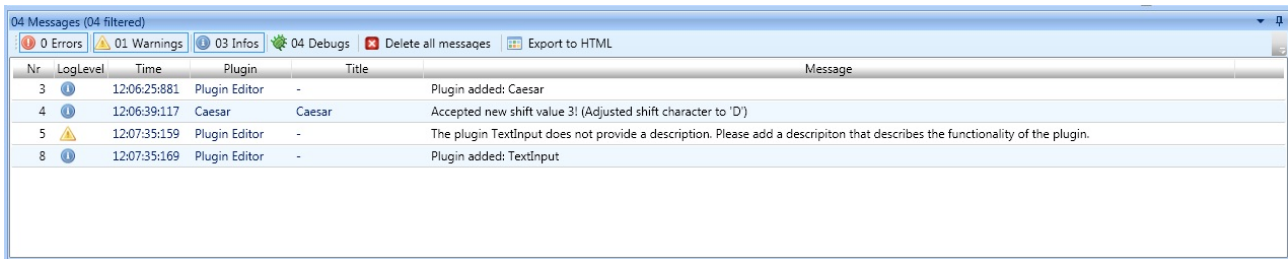 04 Messages (04 filtered)
0 Errors 01 Warnings 03 Infos 04 Debugs Delete all messages Export to HTML
Nr LogLevel Time Plugin Title Message
3 12:06:25:881 Plugin Editor - Plugin added: Caesar
4 12:06:39:117 Caesar Caesar Accepted new shift value 3! (Adjusted shift character to 'D')
5 12:07:35:159 Plugin Editor - The plugin TextInput does not provide a description. Please add a descripiton that describes the functionality of the plugin.
8 12:07:35:169 Plugin Editor - Plugin added: TextInput